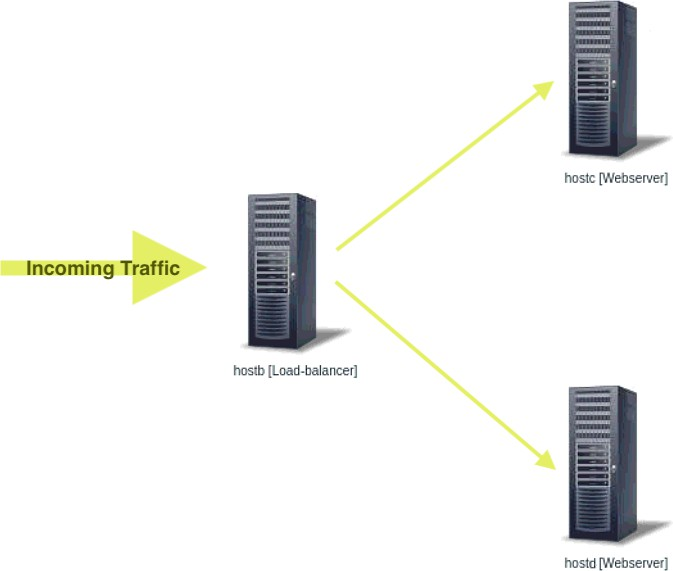 Incoming Traffic
hostb [Load-balancer]
hostc [Webserver]
hostd [Webserver]